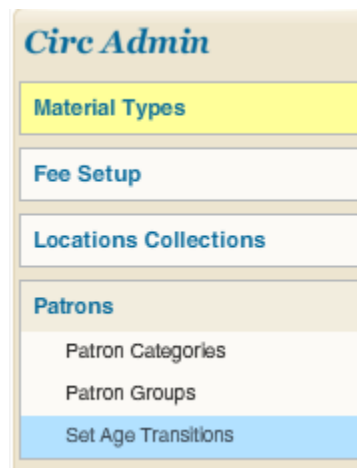 Circ Admin
Material Types
Fee Setup
Locations Collections
Patrons
Patron Categories
Patron Groups
Set Age Transitions